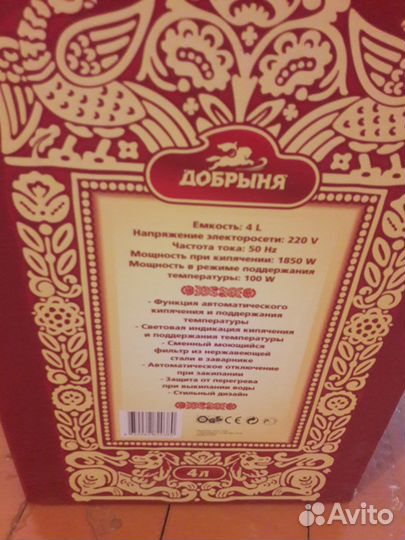 ДОБРЫНЯ
Емкость: 4 L
Напряжение электоросети: 220 V
Частота тока: 50 Hz
Мощность при кипячении: 1850 W
Мощность в режиме поддержания
температуры: 100 W
- Функция автоматического
кипячения и поддержания
температуры
- Световая индикация кипячения
и поддержания температуры
- Сменный моющийся
фильтр из нержавеющей
стали в заварнике
- Автоматическое отключение
при закипании
- Защита от перегрева
при выкипании воды
- Стильный дизайн
CE
4л
Avito